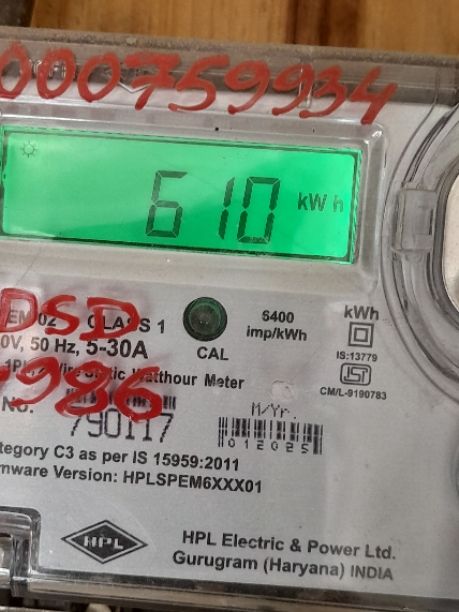 000759934
610 kWh
DSD
CLASS 1
0V, 50 Hz, 5-30A
CAL
6400
imp/kWh
kWh
IS:13779
CM/L-9190783
Watthour Meter
986
No.
790117
M/Yr.
012025
ategory C3 as per IS 15959:2011
mware Version: HPLSPEM6XXX01
HPL
HPL Electric & Power Ltd.
Gurugram (Haryana) INDIA